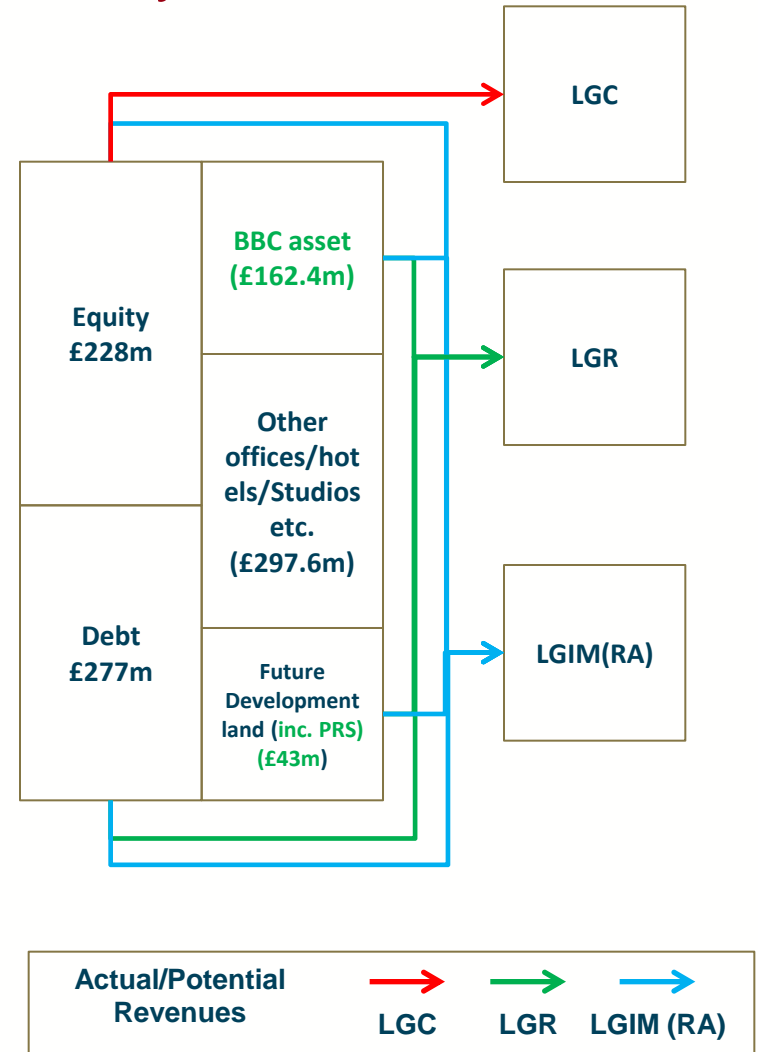 LGC
BBC asset
(£162.4m)
Equity
£228m
LGR
Other
offices/hot
els/Studios
etc.
(£297.6m)
Debt
£277m
Future
Development
land (inc. PRS)
(£43m)
LGIM(RA)
Actual/Potential
Revenues
LGC LGR LGIM (RA)